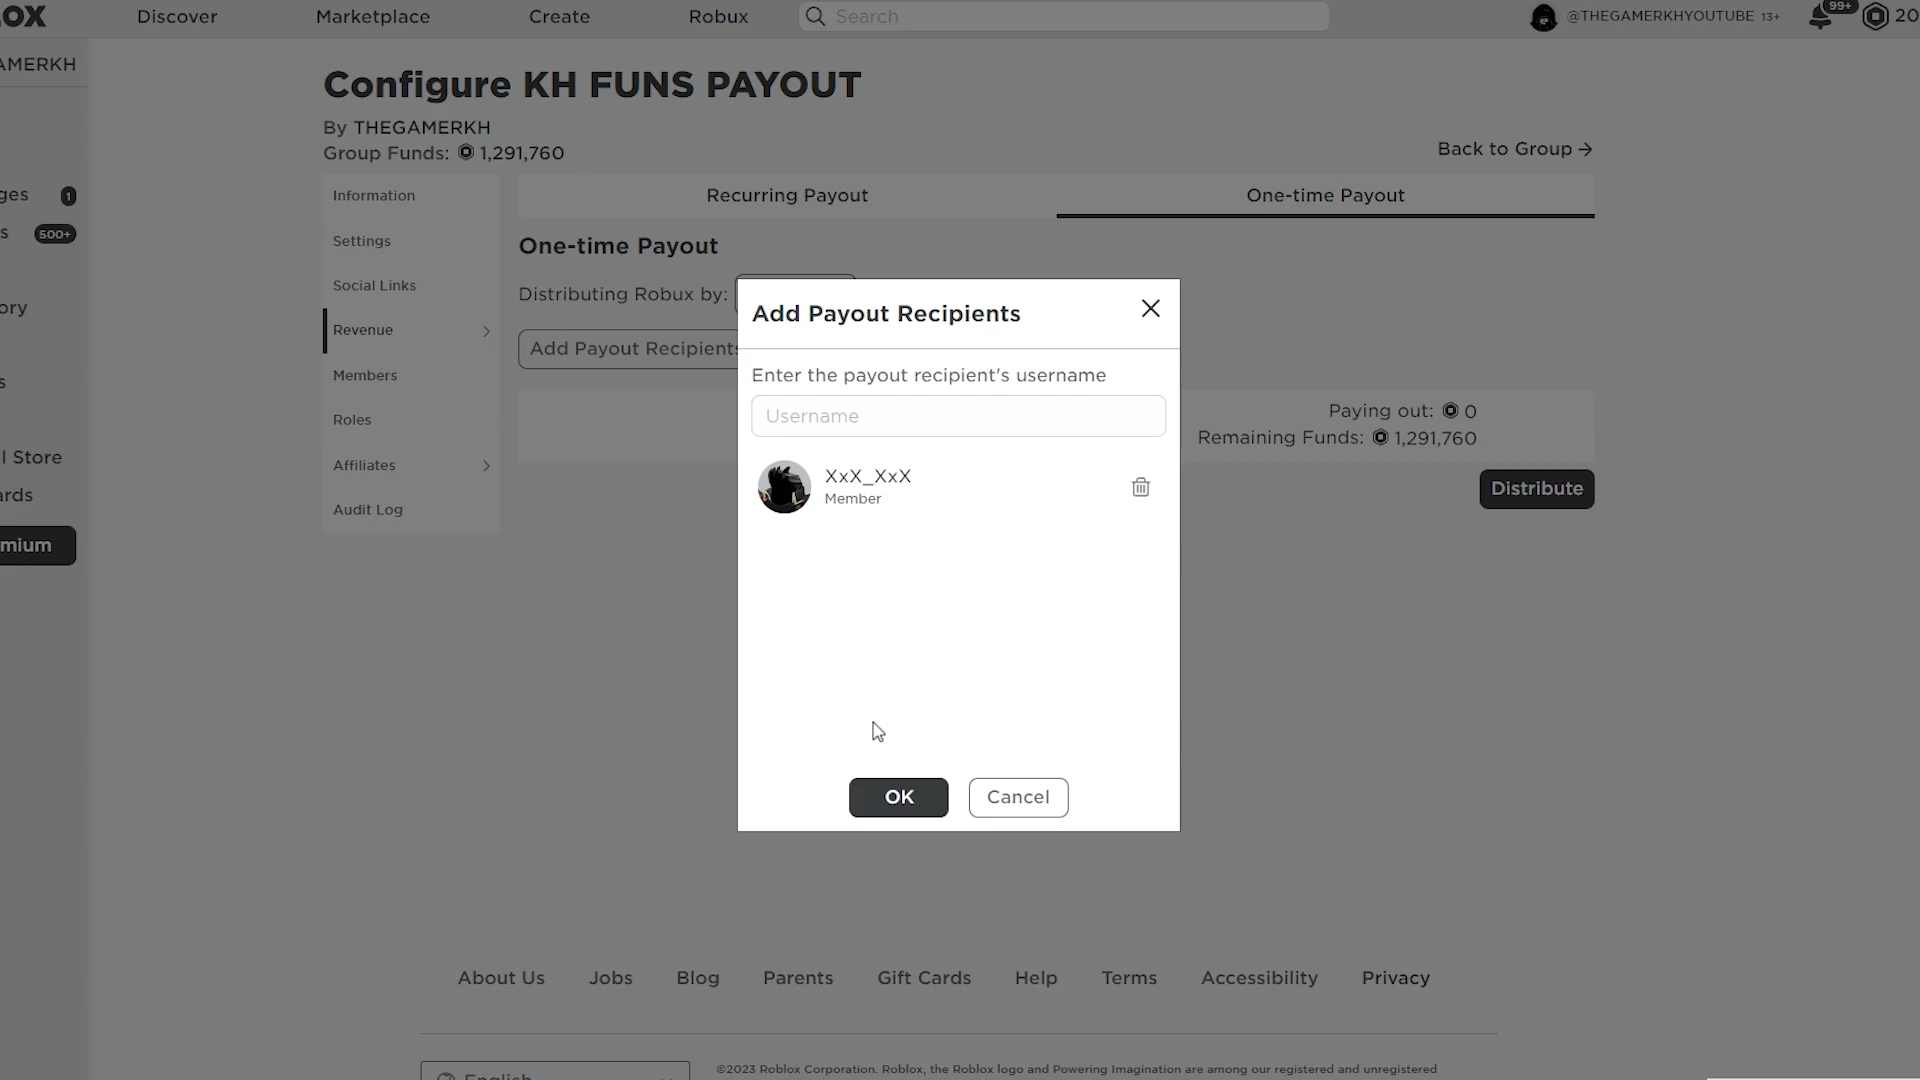 OX
Discover
Marketplace
Create
Robux
Search
@THEGAMERKHYOUTUBE 13+
99+
20
AMERKH
Configure KH FUNS PAYOUT
By THEGAMERKH
Group Funds: 1,291,760
Back to Group →
ges 1
s 500+
ory
s
l Store
ards
mium
Information
Settings
Social Links
Revenue
Members
Roles
Affiliates
Audit Log
Recurring Payout
One-time Payout
One-time Payout
Distributing Robux by:
Add Payout Recipients
Add Payout Recipients
Enter the payout recipient's username
Username
XxX_XxX
Member
OK
Cancel
Paying out: 0
Remaining Funds: 1,291,760
Distribute
About Us
Jobs
Blog
Parents
Gift Cards
Help
Terms
Accessibility
Privacy
English
©2023 Roblox Corporation. Roblox, the Roblox logo and Powering Imagination are among our registered and unregistered